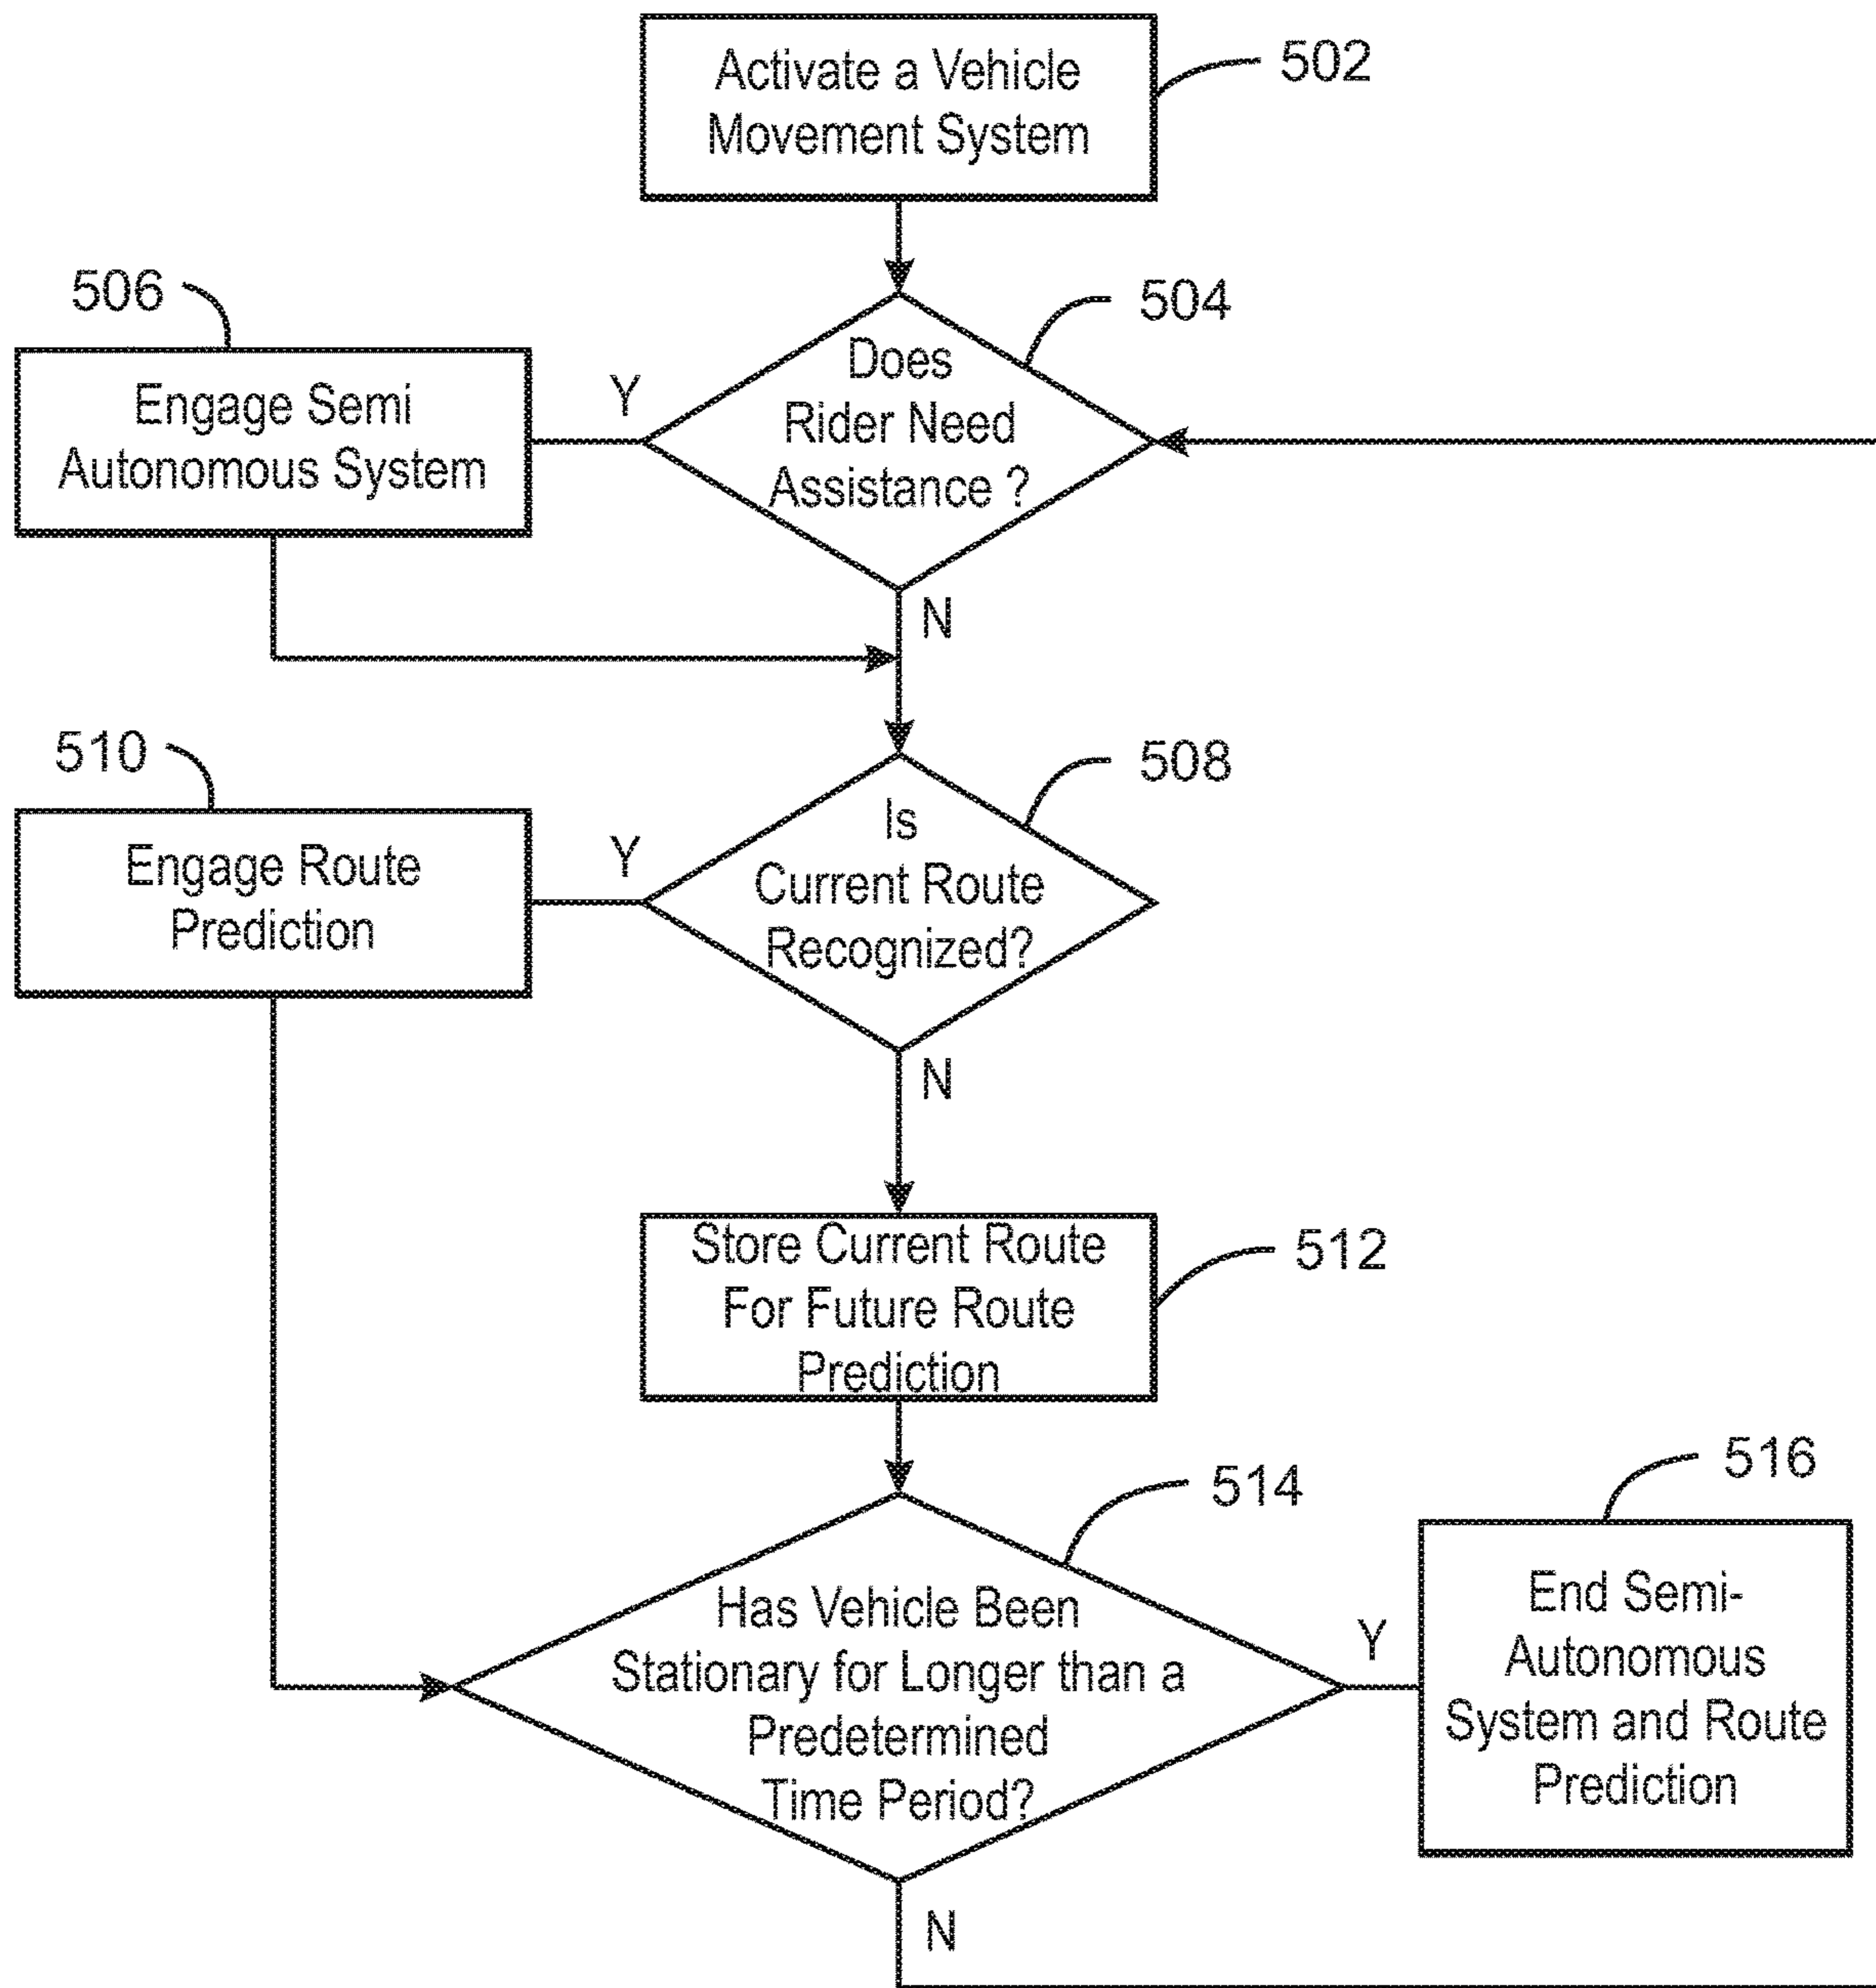 Activate a Vehicle
Movement System
502
506
504
Does
Rider Need
Assistance ?
Y
Engage Semi
Autonomous System
N
510
508
Is
Current Route
Recognized?
Y
Engage Route
Prediction
N
Store Current Route
For Future Route
Prediction
512
514
516
Has Vehicle Been
Stationary for Longer than a
Predetermined
Time Period?
Y
End Semi-
Autonomous
System and Route
Prediction
N